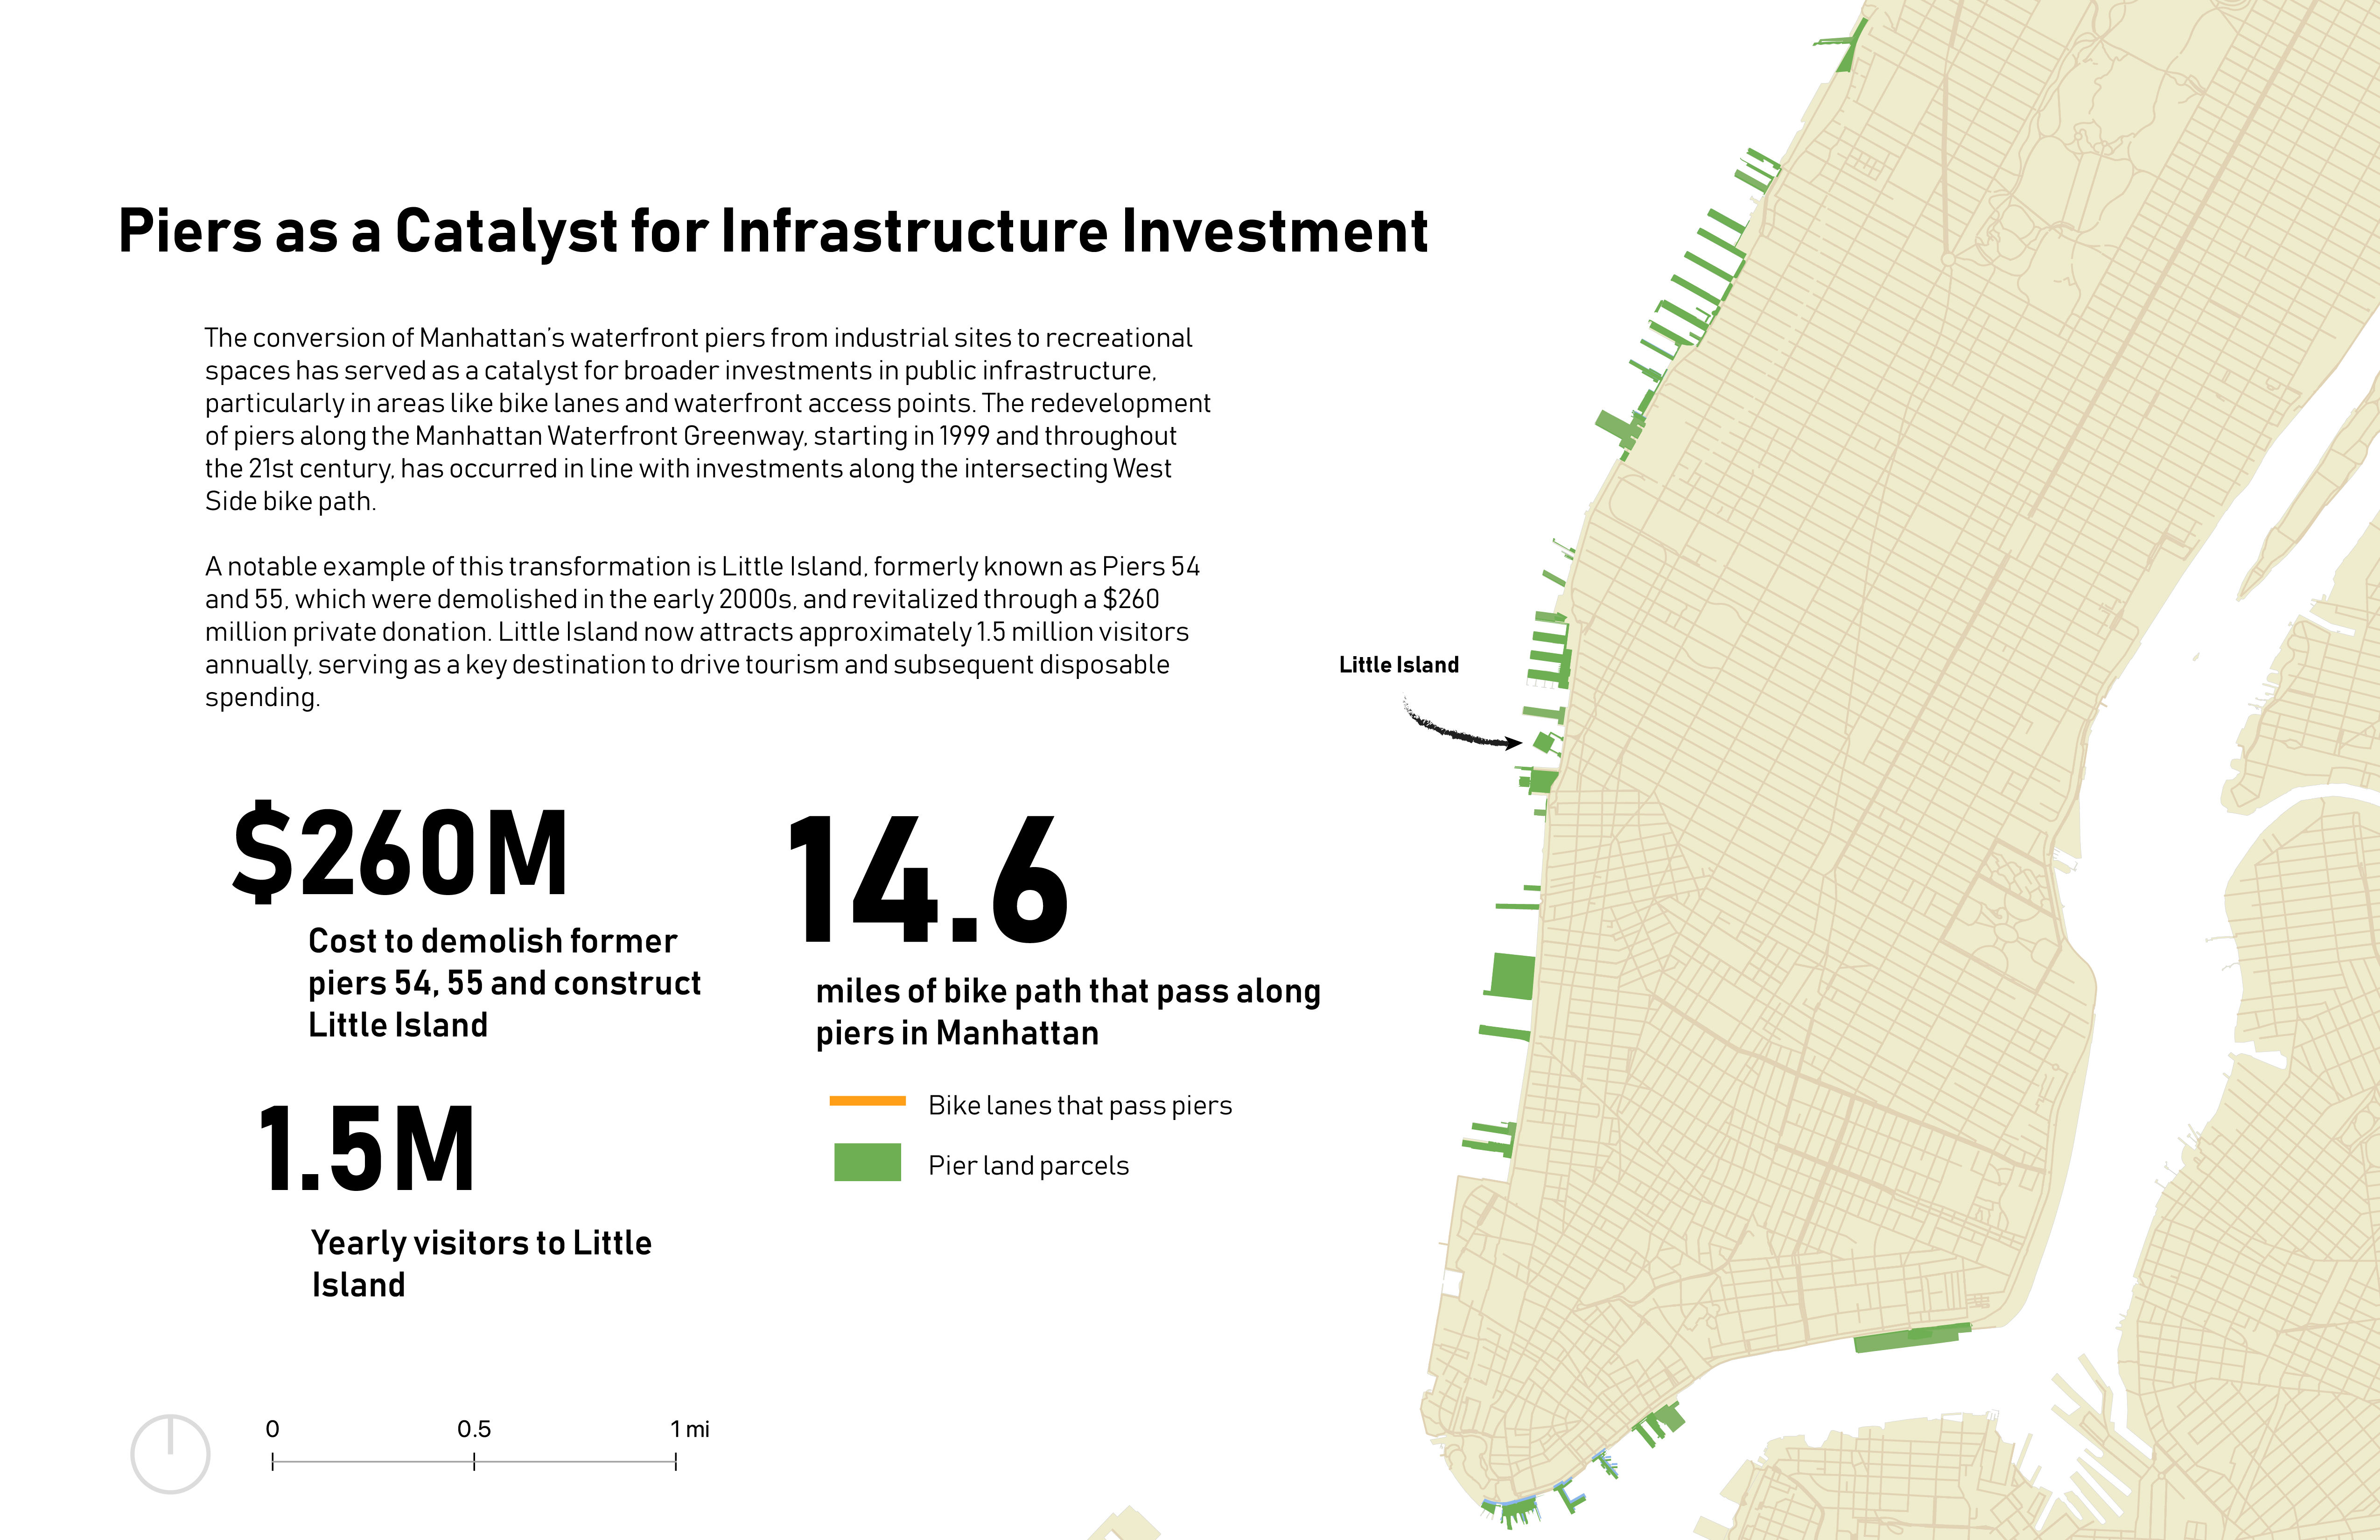 Piers as a Catalyst for Infrastructure Investment
The conversion of Manhattan’s waterfront piers from industrial sites to recreational
spaces has served as a catalyst for broader investments in public infrastructure,
particularly in areas like bike lanes and waterfront access points. The redevelopment
of piers along the Manhattan Waterfront Greenway, starting in 1999 and throughout
the 21st century, has occurred in line with investments along the intersecting West
Side bike path.
A notable example of this transformation is Little Island, formerly known as Piers 54
and 55, which were demolished in the early 2000s, and revitalized through a $260
million private donation. Little Island now attracts approximately 1.5 million visitors
annually, serving as a key destination to drive tourism and subsequent disposable
spending.
Little Island
$260M
Cost to demolish former
piers 54, 55 and construct
Little Island
14.6
miles of bike path that pass along
piers in Manhattan
Bike lanes that pass piers
Pier land parcels
1.5M
Yearly visitors to Little
Island
0 0.5 1 mi